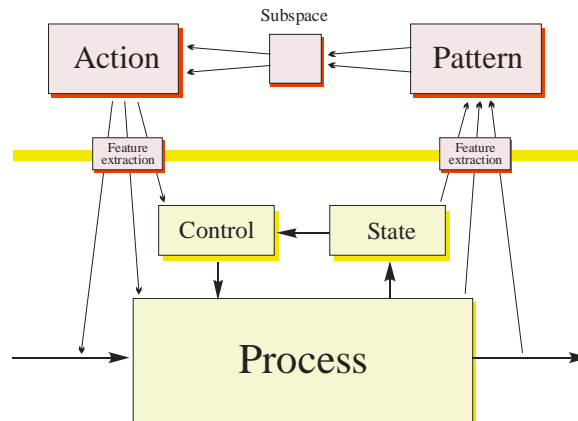 Subspace
Action
Pattern
Feature
extraction
Feature
extraction
Control
State
Process